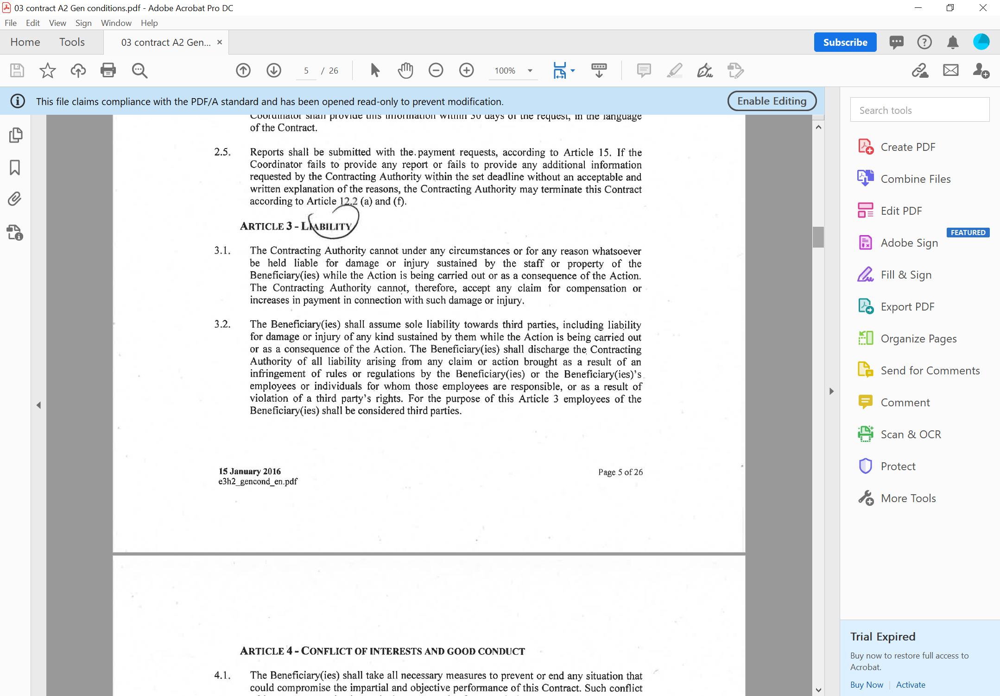 03 contract A2 Gen conditions.pdf - Adobe Acrobat Pro DC
File Edit View Sign Window Help
Home Tools 03 contract A2 Gen... × Subscribe
5 / 26 100%
This file claims compliance with the PDF/A standard and has been opened read-only to prevent modification. Enable Editing
Coordinator shall provide this information within 30 days of the request, in the language
of the Contract.
2.5. Reports shall be submitted with the payment requests, according to Article 15. If the
Coordinator fails to provide any report or fails to provide any additional information
requested by the Contracting Authority within the set deadline without an acceptable and
written explanation of the reasons, the Contracting Authority may terminate this Contract
according to Article 12.2 (a) and (f).
ARTICLE 3 - LIABILITY
3.1. The Contracting Authority cannot under any circumstances or for any reason whatsoever
be held liable for damage or injury sustained by the staff or property of the
Beneficiary(ies) while the Action is being carried out or as a consequence of the Action.
The Contracting Authority cannot, therefore, accept any claim for compensation or
increases in payment in connection with such damage or injury.
3.2. The Beneficiary(ies) shall assume sole liability towards third parties, including liability
for damage or injury of any kind sustained by them while the Action is being carried out
or as a consequence of the Action. The Beneficiary(ies) shall discharge the Contracting
Authority of all liability arising from any claim or action brought as a result of an
infringement of rules or regulations by the Beneficiary(ies) or the Beneficiary(ies)'s
employees or individuals for whom those employees are responsible, or as a result of
violation of a third party's rights. For the purpose of this Article 3 employees of the
Beneficiary(ies) shall be considered third parties.
15 January 2016 Page 5 of 26
e3h2_gencond_en.pdf
ARTICLE 4 - CONFLICT OF INTERESTS AND GOOD CONDUCT
4.1. The Beneficiary(ies) shall take all necessary measures to prevent or end any situation that
could compromise the impartial and objective performance of this Contract. Such conflict
Search tools
Create PDF
Combine Files
Edit PDF
FEATURED
Adobe Sign
Fill & Sign
Export PDF
Organize Pages
Send for Comments
Comment
Scan & OCR
Protect
More Tools
Trial Expired
Buy now to restore full access to
Acrobat.
Buy Now | Activate